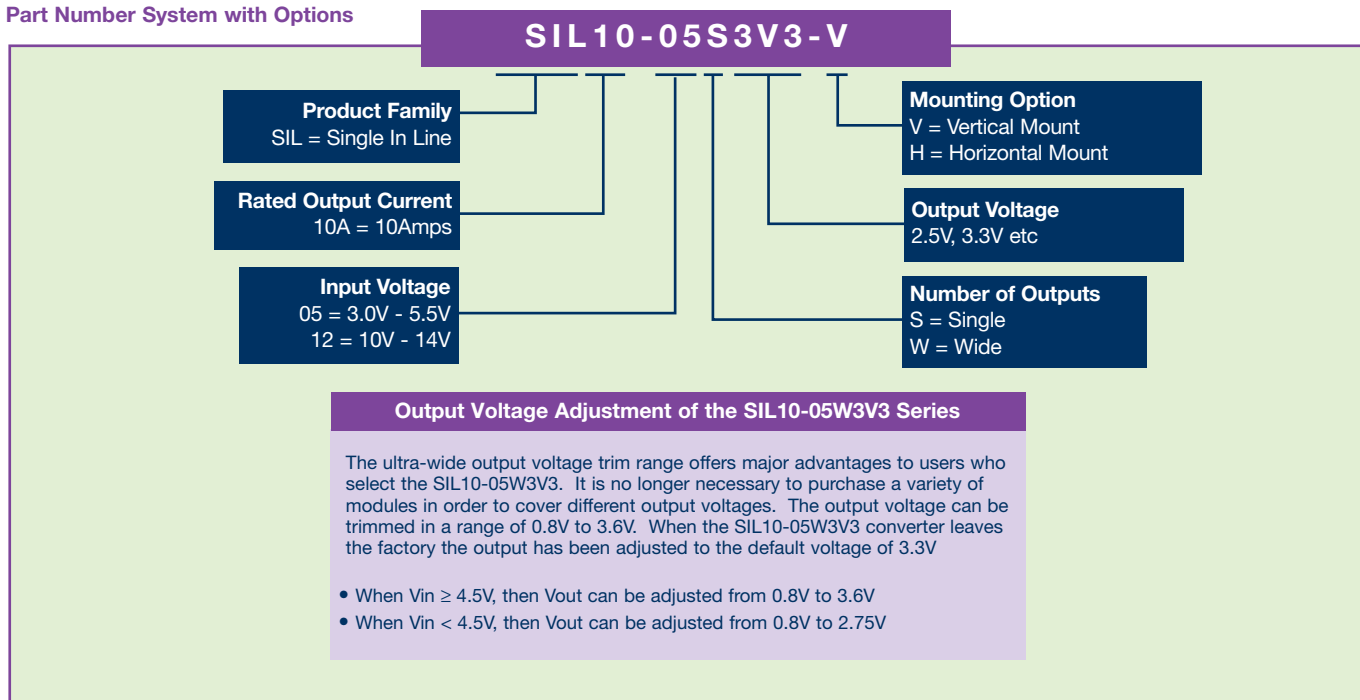 Part Number System with Options
SIL10-05S3V3-V
Product Family
SIL = Single In Line
Rated Output Current
10A = 10Amps
Input Voltage
05 = 3.0V - 5.5V
12 = 10V - 14V
Mounting Option
V = Vertical Mount
H = Horizontal Mount
Output Voltage
2.5V, 3.3V etc
Number of Outputs
S = Single
W = Wide
Output Voltage Adjustment of the SIL10-05W3V3 Series
The ultra-wide output voltage trim range offers major advantages to users who
select the SIL10-05W3V3. It is no longer necessary to purchase a variety of
modules in order to cover different output voltages. The output voltage can be
trimmed in a range of 0.8V to 3.6V. When the SIL10-05W3V3 converter leaves
the factory the output has been adjusted to the default voltage of 3.3V
• When Vin ≥ 4.5V, then Vout can be adjusted from 0.8V to 3.6V
• When Vin < 4.5V, then Vout can be adjusted from 0.8V to 2.75V